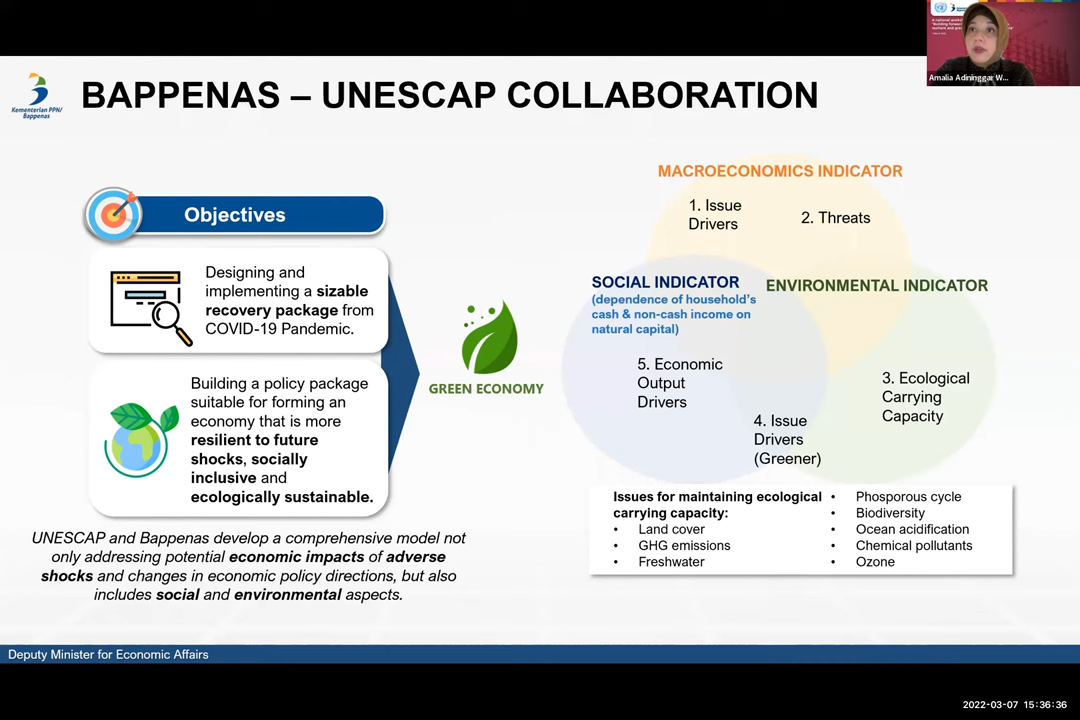 BAPPENAS – UNESCAP COLLABORATION
Kementerian PPN/
Bappenas
Amalia Adininggar W...
Objectives
Designing and
implementing a sizable
recovery package from
COVID-19 Pandemic.
Building a policy package
suitable for forming an
economy that is more
resilient to future
shocks, socially
inclusive and
ecologically sustainable.
UNESCAP and Bappenas develop a comprehensive model not
only addressing potential economic impacts of adverse
shocks and changes in economic policy directions, but also
includes social and environmental aspects.
GREEN ECONOMY
MACROECONOMICS INDICATOR
1. Issue
Drivers
2. Threats
SOCIAL INDICATOR
(dependence of household's
cash & non-cash income on
natural capital)
ENVIRONMENTAL INDICATOR
5. Economic
Output
Drivers
3. Ecological
Carrying
Capacity
4. Issue
Drivers
(Greener)
Issues for maintaining ecological
carrying capacity:
• Land cover
• GHG emissions
• Freshwater
• Phosporous cycle
• Biodiversity
• Ocean acidification
• Chemical pollutants
• Ozone
Deputy Minister for Economic Affairs
2022-03-07 15:36:36